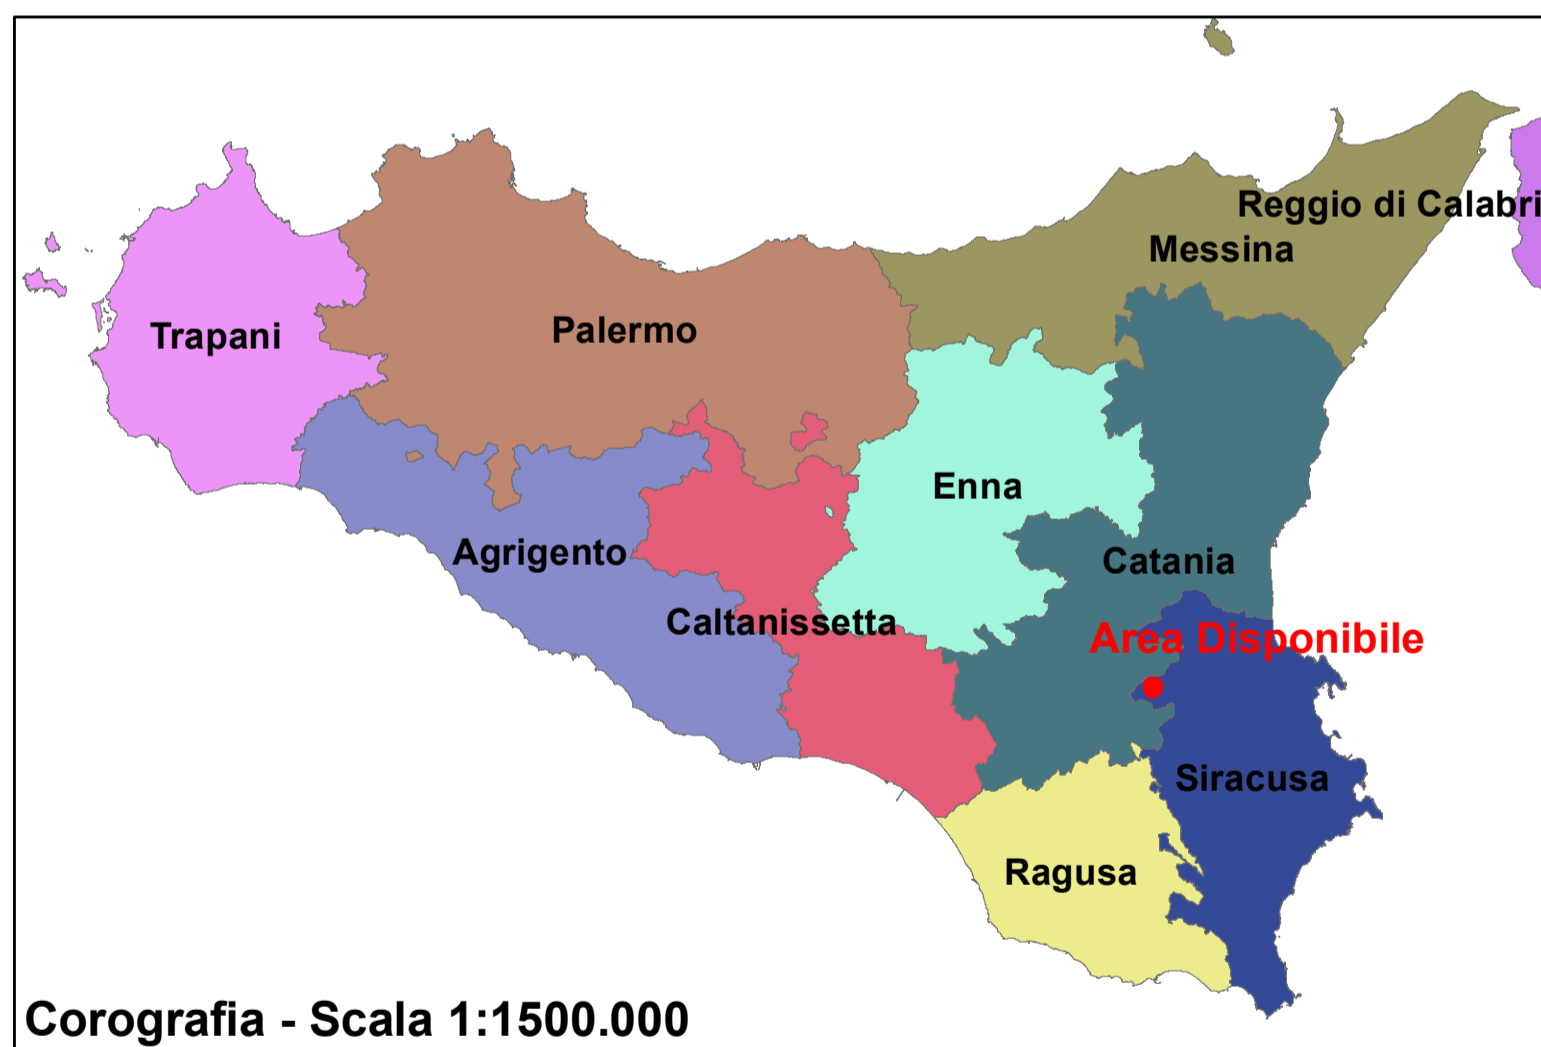 Reggio di Calabri
Messina
Trapani
Palermo
Enna
Agrigento
Catania
Caltanissetta
Area Disponibile
Siracusa
Ragusa
Corografia - Scala 1:1500.000